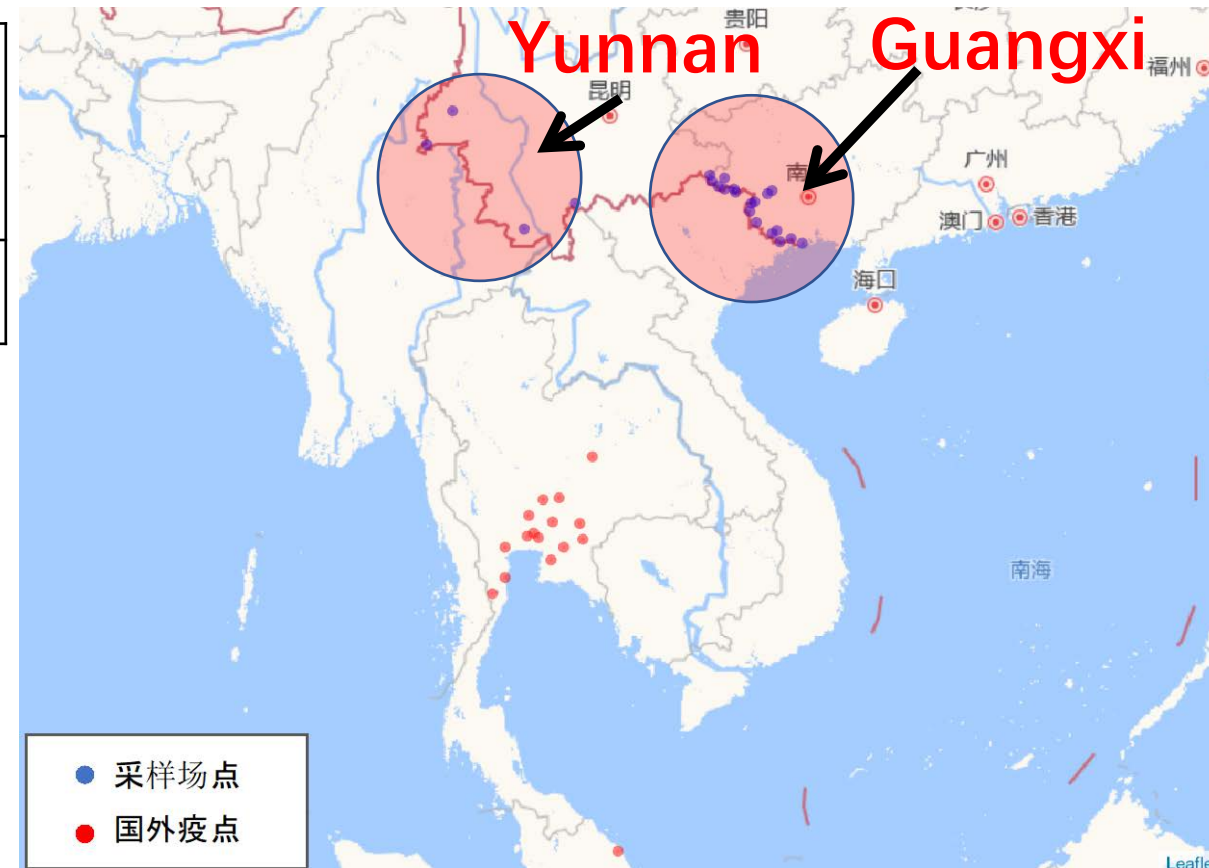 贵阳
Yunnan
Guangxi
福州
昆明
广州
南
澳门
香港
海口
南海
采样场点
国外疫点
Leafle